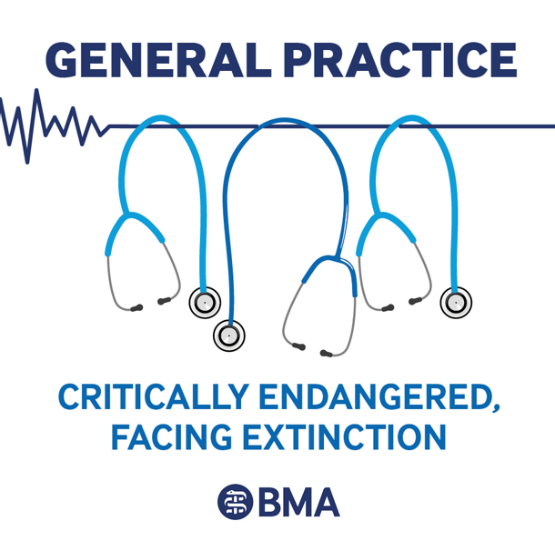 GENERAL PRACTICE
CRITICALLY ENDANGERED,
FACING EXTINCTION
BMA